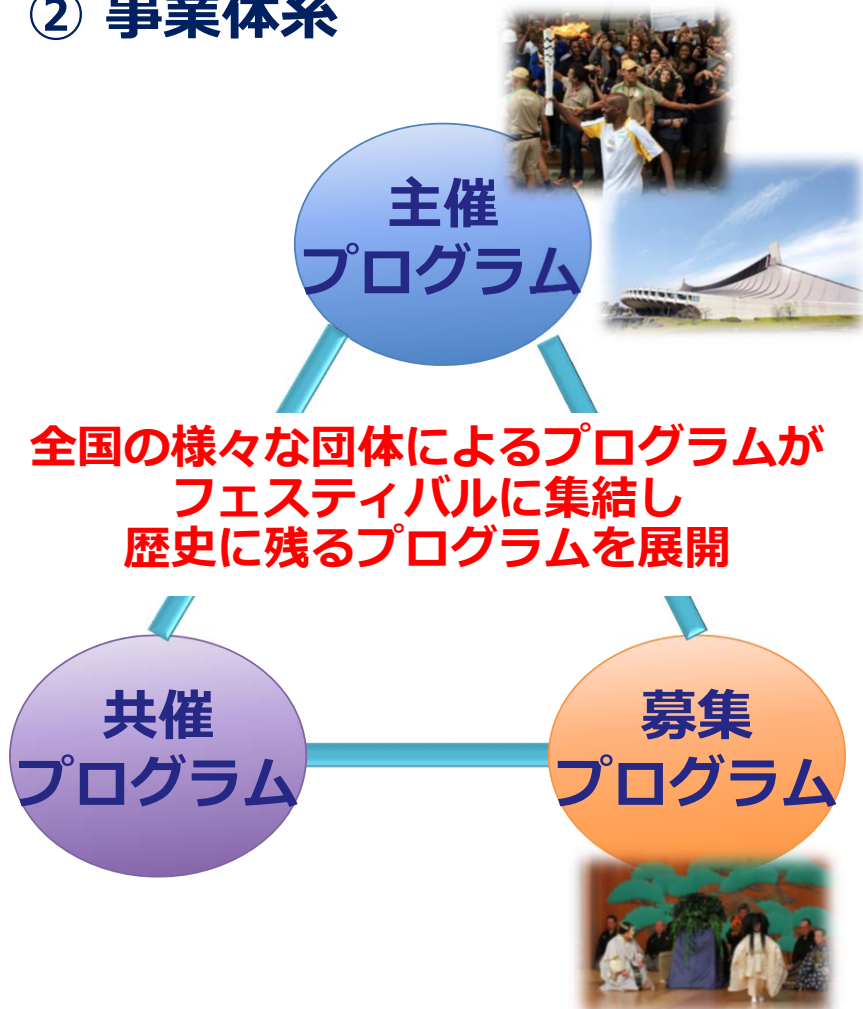 ② 事業体系
主催
プログラム
全国の様々な団体によるプログラムが
フェスティバルに集結し
歴史に残るプログラムを展開
共催
プログラム
募集
プログラム